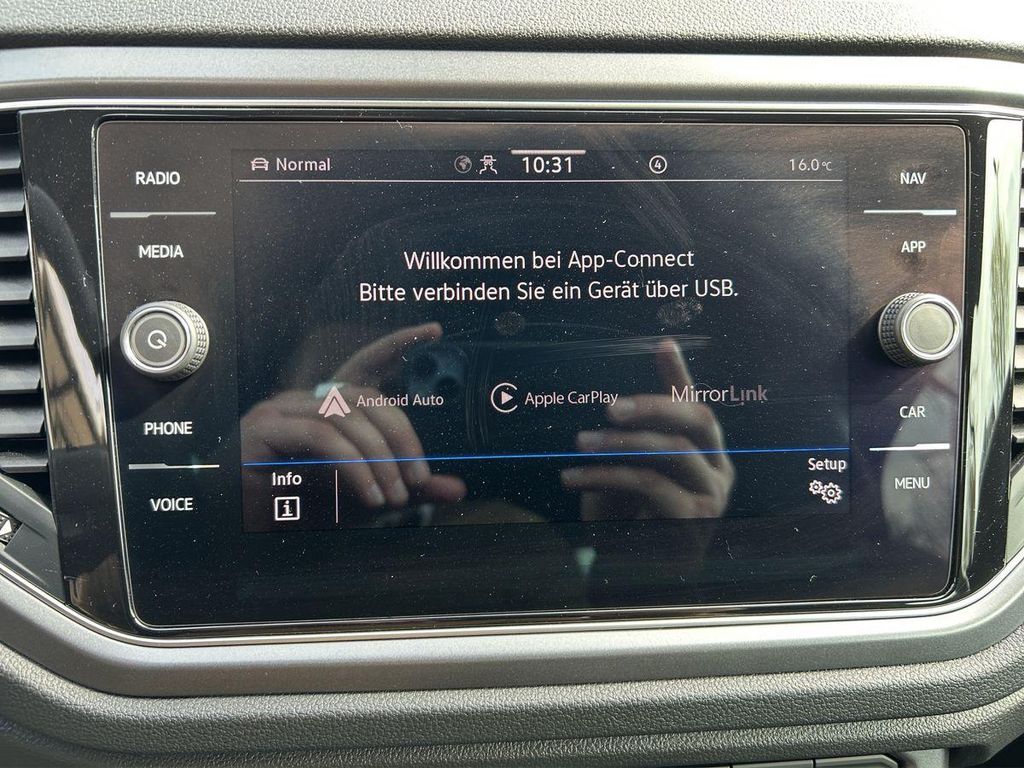 RADIO
MEDIA
PHONE
VOICE
Normal
10:31
4
16.0°C
Willkommen bei App-Connect
Bitte verbinden Sie ein Gerät über USB.
Android Auto
Apple CarPlay
MirrorLink
Info
i
Setup
NAV
APP
CAR
MENU